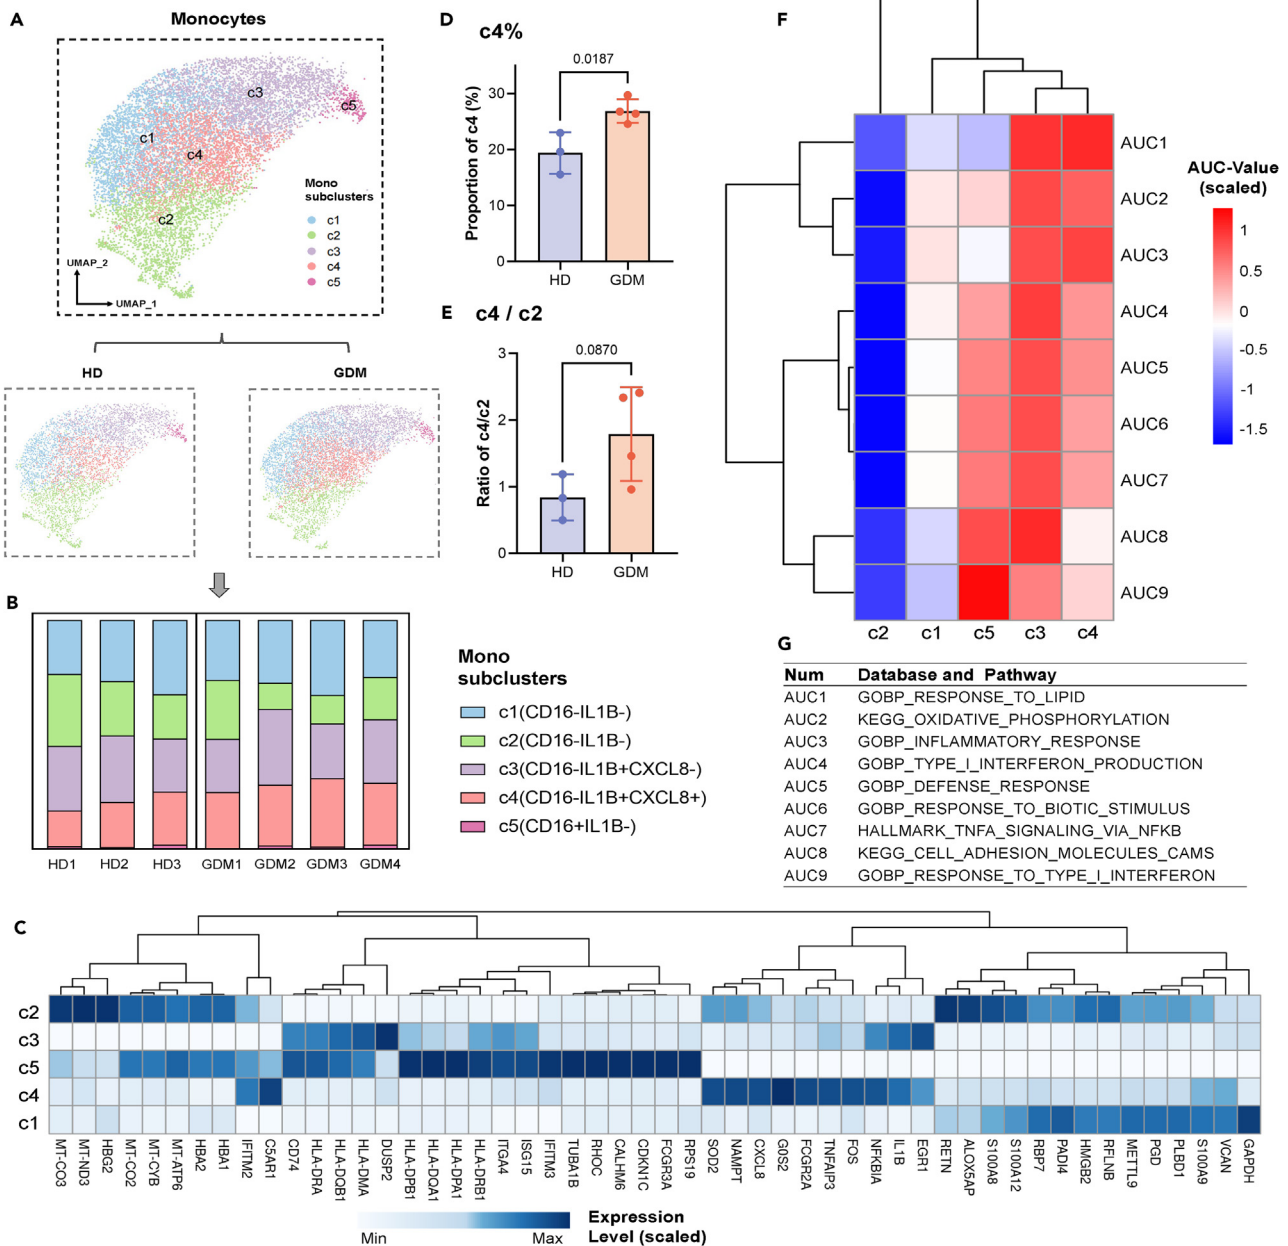 A
Monocytes
c3
c5
c1
c4
c2
Mono
subclusters
c1
c2
c3
c4
c5
UMAP_2
UMAP_1
HD
GDM
B
HD1
HD2
HD3
GDM1
GDM2
GDM3
GDM4
Mono
subclusters
c1(CD16-IL1B-)
c2(CD16-IL1B-)
c3(CD16-IL1B+CXCL8-)
c4(CD16-IL1B+CXCL8+)
c5(CD16+IL1B-)
D
c4%
0.0187
Proportion of c4 (%)
30
20
10
0
HD
GDM
E
c4 / c2
0.0870
Ratio of c4/c2
3
2
1
0
HD
GDM
F
AUC1
AUC2
AUC3
AUC4
AUC5
AUC6
AUC7
AUC8
AUC9
c2
c1
c5
c3
c4
AUC-Value
(scaled)
1
0.5
0
-0.5
-1
-1.5
G
Num Database and Pathway
AUC1 GOBP_RESPONSE_TO_LIPID
AUC2 KEGG_OXIDATIVE_PHOSPHORYLATION
AUC3 GOBP_INFLAMMATORY_RESPONSE
AUC4 GOBP_TYPE_I_INTERFERON_PRODUCTION
AUC5 GOBP_DEFENSE_RESPONSE
AUC6 GOBP_RESPONSE_TO_BIOTIC_STIMULUS
AUC7 HALLMARK_TNFA_SIGNALING_VIA_NFKB
AUC8 KEGG_CELL_ADHESION_MOLECULES_CAMS
AUC9 GOBP_RESPONSE_TO_TYPE_I_INTERFERON
C
c2
c3
c5
c4
c1
MT-CO3
MT-ND3
HBG2
MT-CO2
MT-CYB
MT-ATP6
HBA2
HBA1
IFITM2
C5AR1
CD74
HLA-DRA
HLA-DQB1
HLA-DMA
DUSP2
HLA-DPB1
HLA-DQA1
HLA-DPA1
HLA-DRB1
ITGA4
ISG15
IFITM3
TUBA1B
RHOC
CALHM6
CDKN1C
FCGR3A
RPS19
SOD2
NAMPT
CXCL8
G0S2
FCGR2A
TNFAIP3
FOS
NFKBIA
IL1B
EGR1
RETN
ALOX5AP
S100A8
S100A12
RBP7
PADI4
HMGB2
RFLNB
METTL9
PGD
PLBD1
S100A9
VCAN
GAPDH
Min
Max
Expression
Level (scaled)